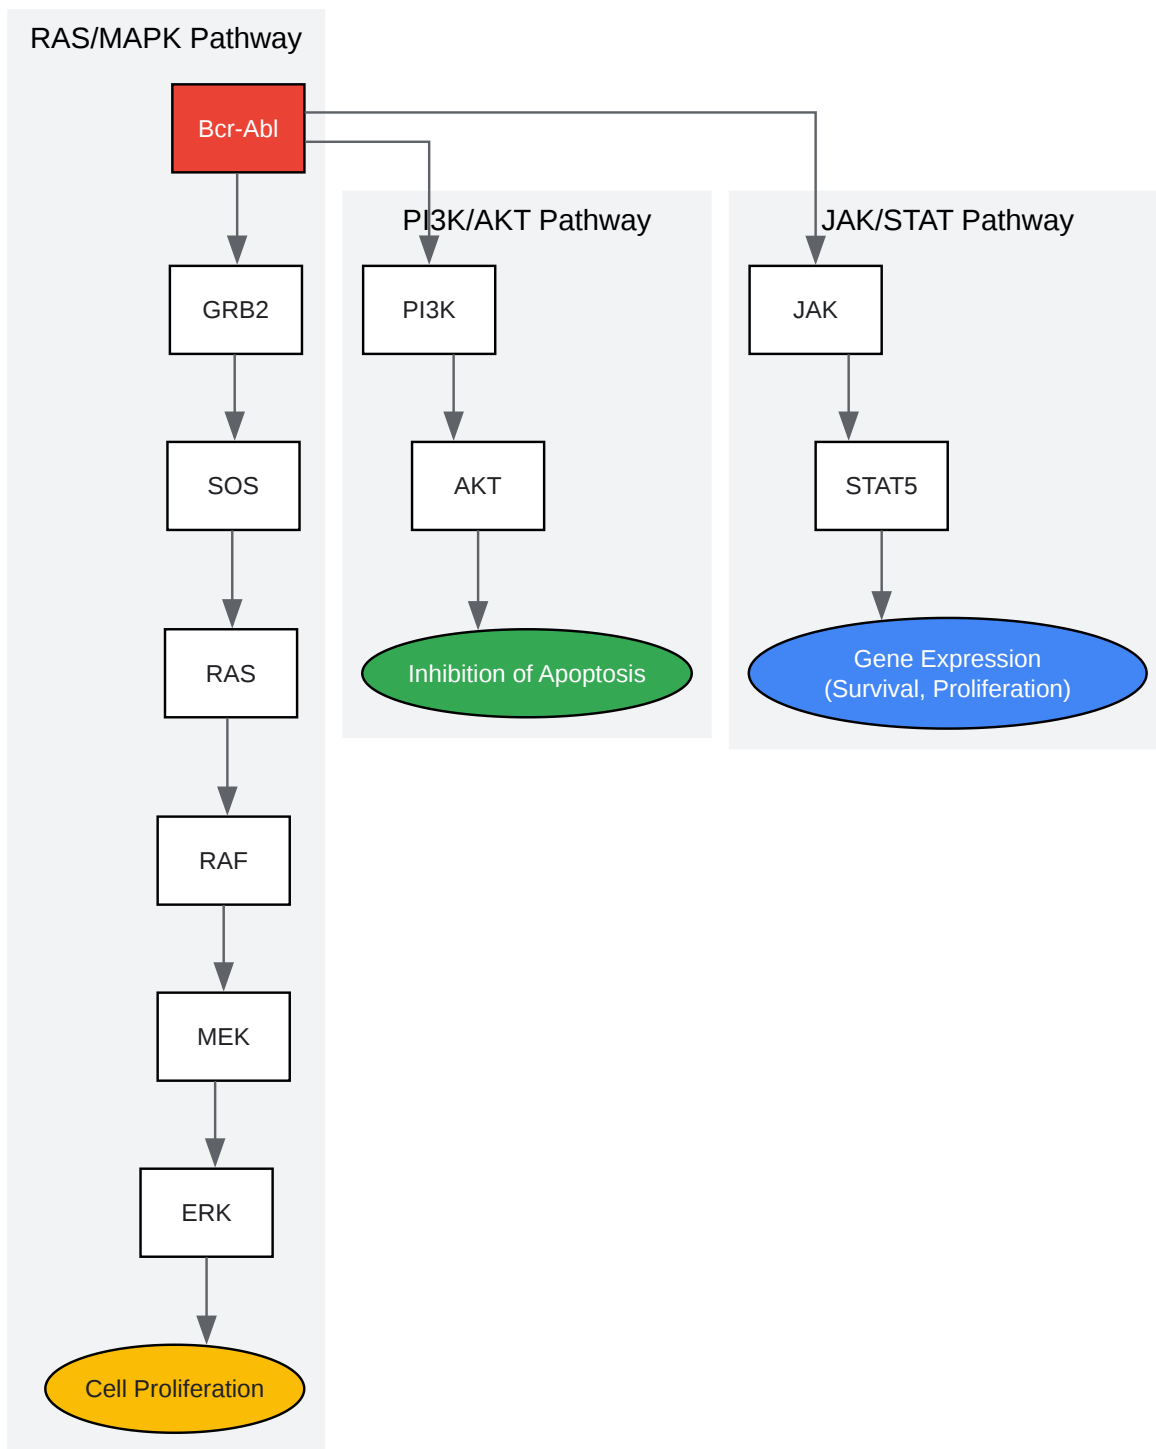 RAS/MAPK Pathway
Bcr-Abl
PI3K/AKT Pathway
JAK/STAT Pathway
GRB2
PI3K
JAK
SOS
AKT
STAT5
RAS
Inhibition of Apoptosis
Gene Expression
(Survival, Proliferation)
RAF
MEK
ERK
Cell Proliferation